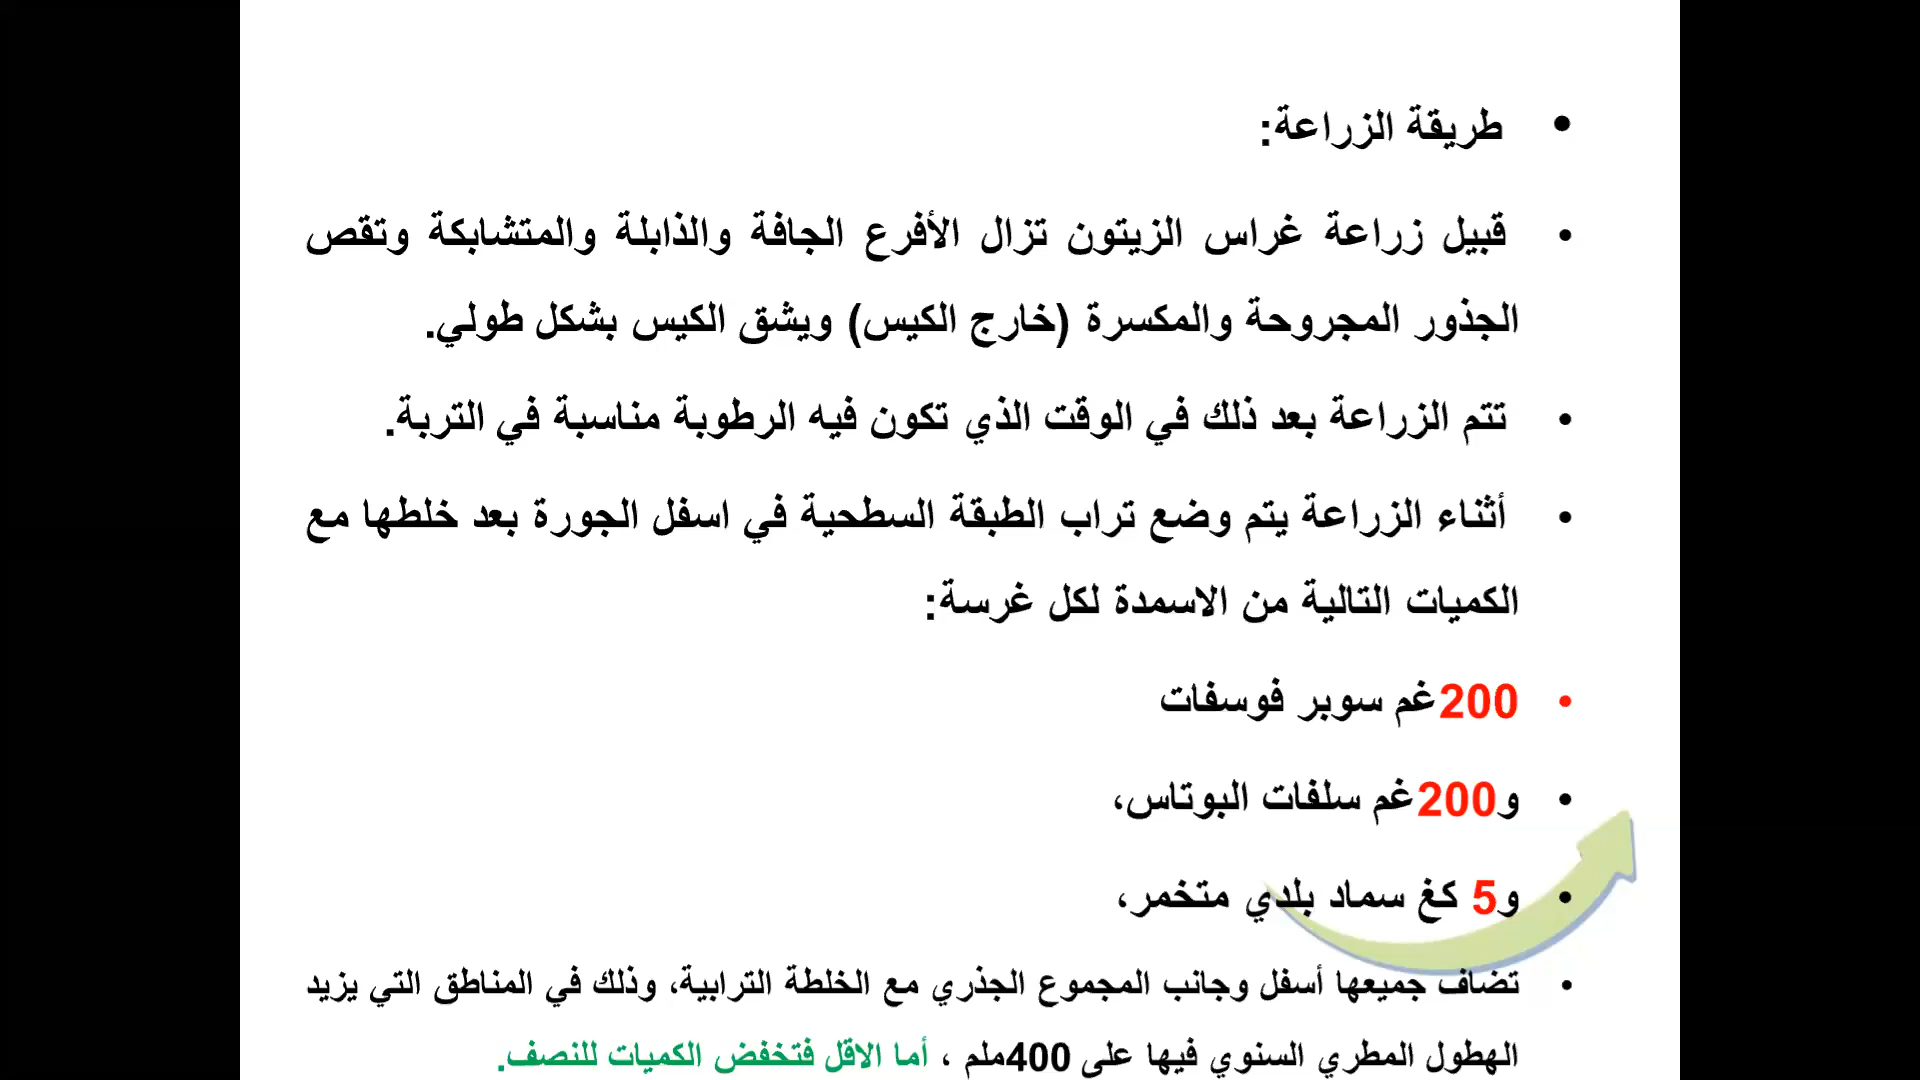 • طريقة الزراعة:
• قبيل زراعة غراس الزيتون تزال الأفرع الجافة والذابلة والمتشابكة وتقص
الجذور المجروحة والمكسرة (خارج الكيس) ويشق الكيس بشكل طولي.
• تتم الزراعة بعد ذلك في الوقت الذي تكون فيه الرطوبة مناسبة في التربة.
• أثناء الزراعة يتم وضع تراب الطبقة السطحية في اسفل الجورة بعد خلطها مع
الكميات التالية من الاسمدة لكل غرسة:
• 200غم سوبر فوسفات
• و200غم سلفات البوتاس،
• و5 كغ سماد بلدي متخمر،
• تضاف جميعها أسفل وجانب المجموع الجذري مع الخلطة الترابية، وذلك في المناطق التي يزيد
الهطول المطري السنوي فيها على 400ملم ، أما الاقل فتخفض الكميات للنصف.